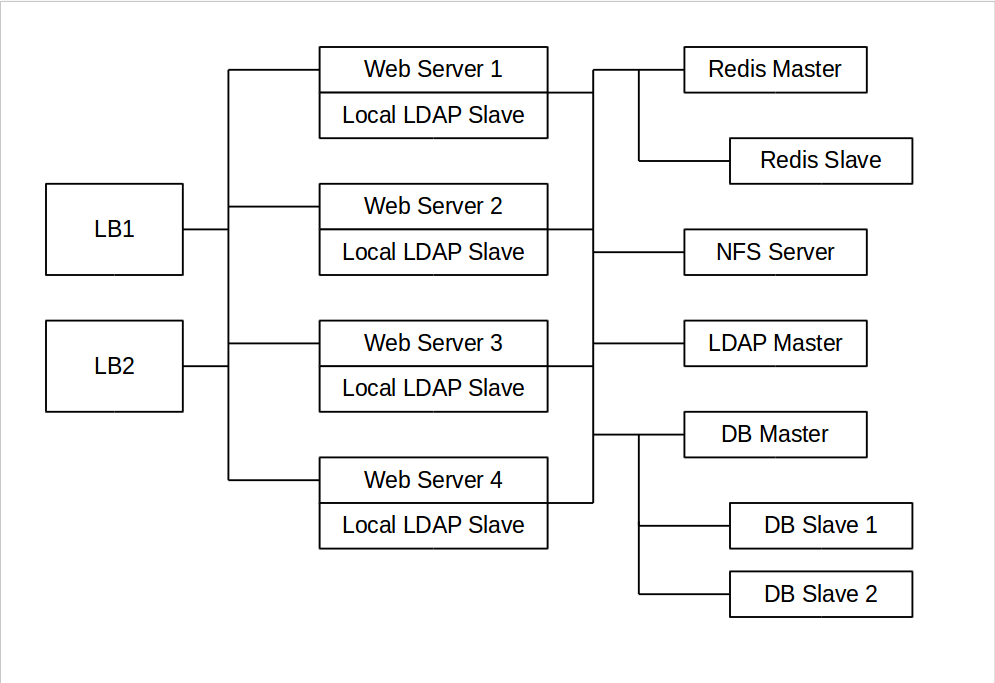 LB1
LB2
Web Server 1
Local LDAP Slave
Web Server 2
Local LDAP Slave
Web Server 3
Local LDAP Slave
Web Server 4
Local LDAP Slave
Redis Master
Redis Slave
NFS Server
LDAP Master
DB Master
DB Slave 1
DB Slave 2